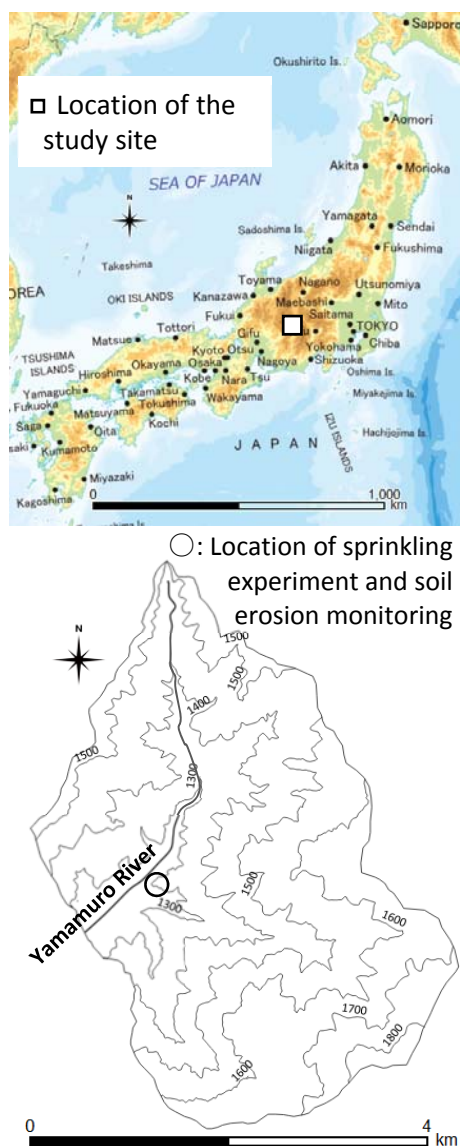 Sapporo
Okushirito Is.
□ Location of the
study site
Aomori
Akita
Morioka
SEA OF JAPAN
N
Yamagata
Sadoshima Is.
Sendai
Niigata
Fukushima
Takeshima
Toyama
Nagano
Utsunomiya
OREA
OKI ISLANDS
Kanazawa
Maebashi
Mito
Fukui
Saitama
Tottori
Gifu
TOKYO
Matsue
Kyoto
Otsu
Yokohama
Chiba
TSUSHIMA
ISLANDS
Okayama
Osaka
Nagoya
Shizuoka
Hiroshima
Kobe
Nara
Tsu
Oshima Is.
Yamaguchi
Takamatsu
Wakayama
Miyakejima Is.
Fukuoka
Matsuyama
Tokushima
IZU ISLANDS
Saga
Oita
Kochi
Hachijojima Is.
Kumamoto
JAPAN
Miyazaki
Kagoshima
0
1,000
km
○: Location of sprinkling
experiment and soil
erosion monitoring
N
1500
1500
1400
1500
1300
Yamamuro River
1500
1300
1600
1700
1800
1600
0
4
km